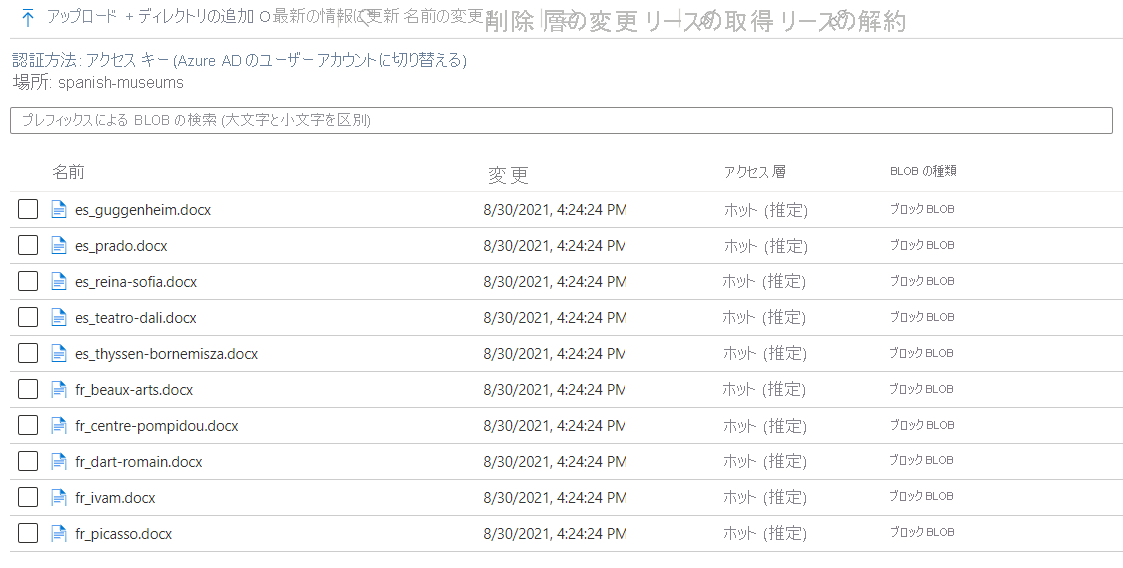 アップロード + ディレクトリの追加 O最新の情報に更新 名前の変更 削除 層の変更 リースの取得 リースの解約
認証方法: アクセス キー (Azure AD のユーザー アカウントに切り替える)
場所: spanish-museums
プレフィックスによる BLOB の検索 (大文字と小文字を区別)
名前 変更 アクセス層 BLOB の種類
es_guggenheim.docx 8/30/2021, 4:24:24 PM ホット (推定) ブロック BLOB
es_prado.docx 8/30/2021, 4:24:24 PM ホット (推定) ブロック BLOB
es_reina-sofia.docx 8/30/2021, 4:24:24 PM ホット (推定) ブロック BLOB
es_teatro-dali.docx 8/30/2021, 4:24:24 PM ホット (推定) ブロック BLOB
es_thyssen-bornemisza.docx 8/30/2021, 4:24:24 PM ホット (推定) ブロック BLOB
fr_beaux-arts.docx 8/30/2021, 4:24:24 PM ホット (推定) ブロック BLOB
fr_centre-pompidou.docx 8/30/2021, 4:24:24 PM ホット (推定) ブロック BLOB
fr_dart-romain.docx 8/30/2021, 4:24:24 PM ホット (推定) ブロック BLOB
fr_ivam.docx 8/30/2021, 4:24:24 PM ホット (推定) ブロック BLOB
fr_picasso.docx 8/30/2021, 4:24:24 PM ホット (推定) ブロック BLOB